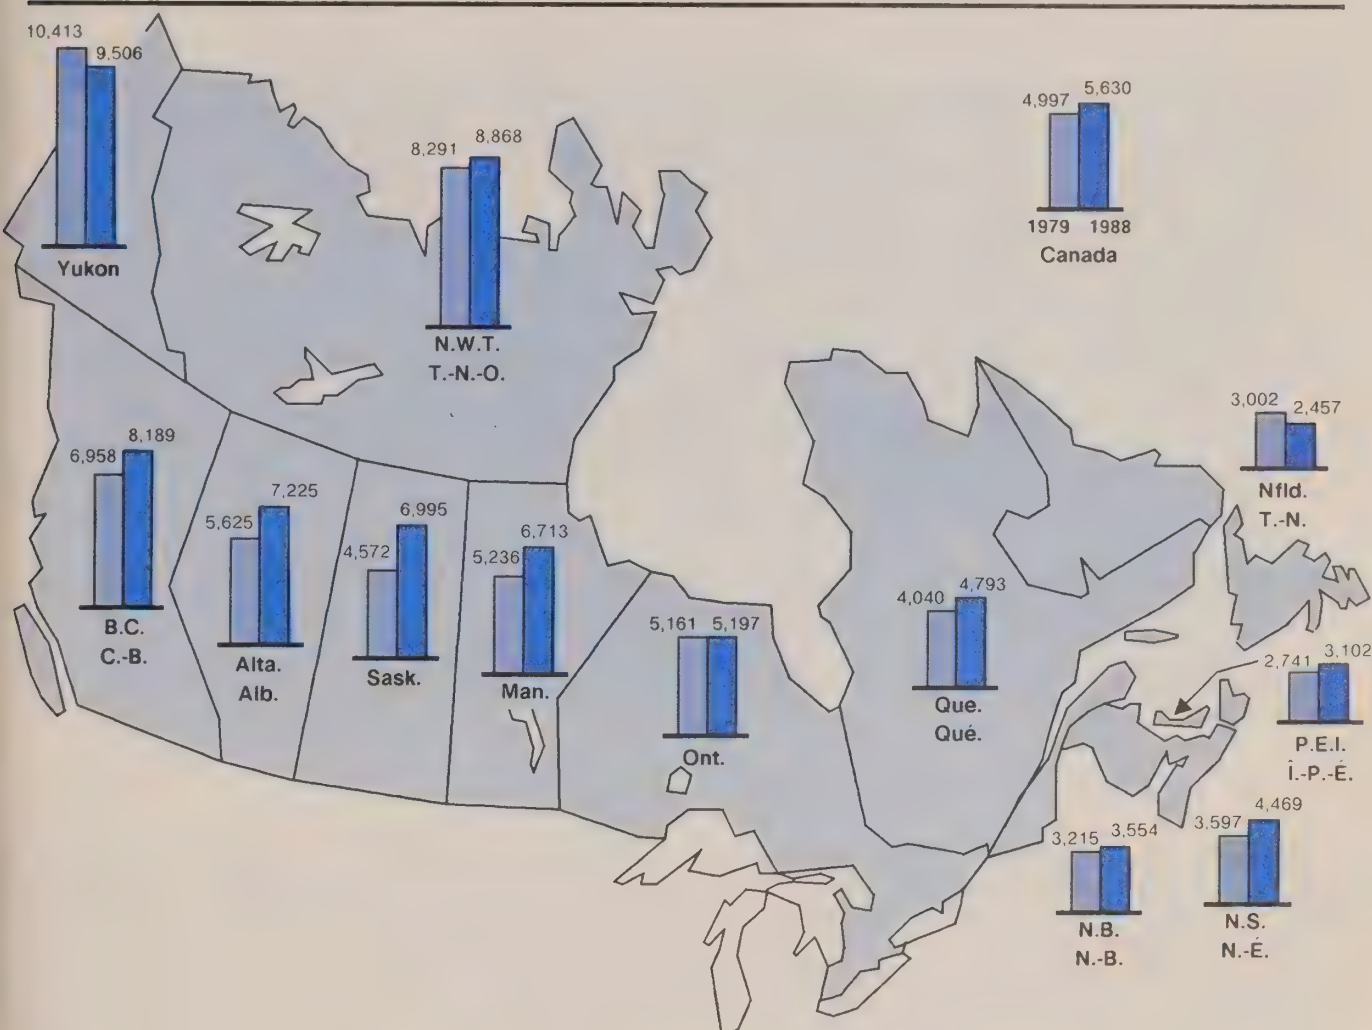 10,413
9,506
Yukon
8,291
8,868
N.W.T.
T.-N.-O.
4,997
5,630
1979 1988
Canada
6,958
8,189
B.C.
C.-B.
5,625
7,225
Alta.
Alb.
4,572
6,995
Sask.
5,236
6,713
Man.
5,161 5,197
Ont.
4,040
4,793
Que.
Qué.
3,002
2,457
Nfld.
T.-N.
2,741
3,102
P.E.I.
Î.-P.-É.
3,215
3,554
N.B.
N.-B.
3,597
4,469
N.S.
N.-É.